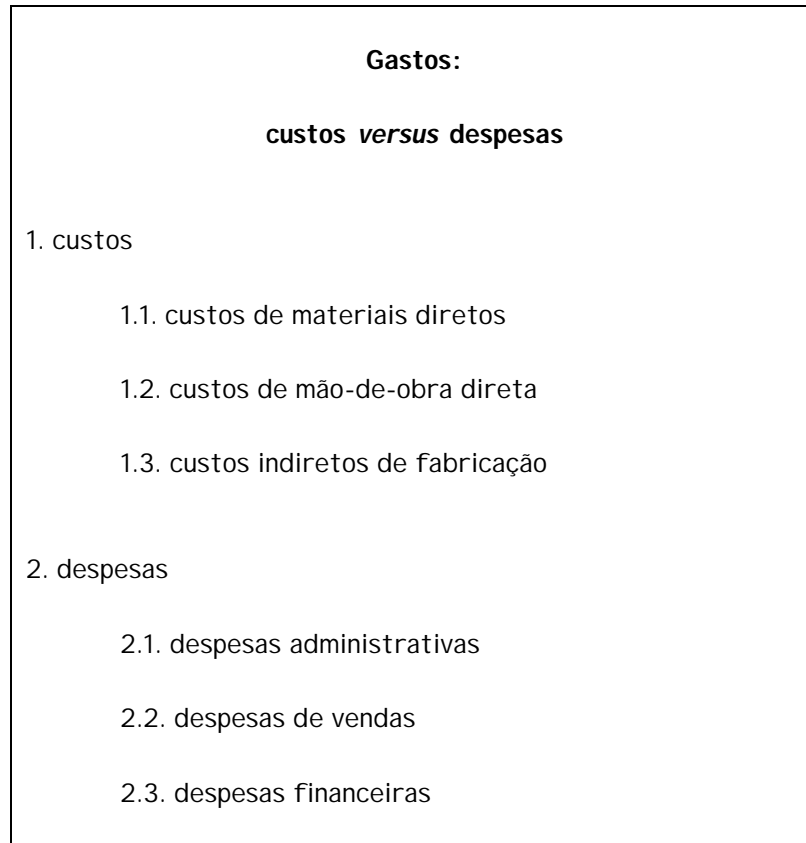 Gastos:
custos versus despesas
1. custos
1.1. custos de materiais diretos
1.2. custos de mão-de-obra direta
1.3. custos indiretos de fabricação
2. despesas
2.1. despesas administrativas
2.2. despesas de vendas
2.3. despesas financeiras